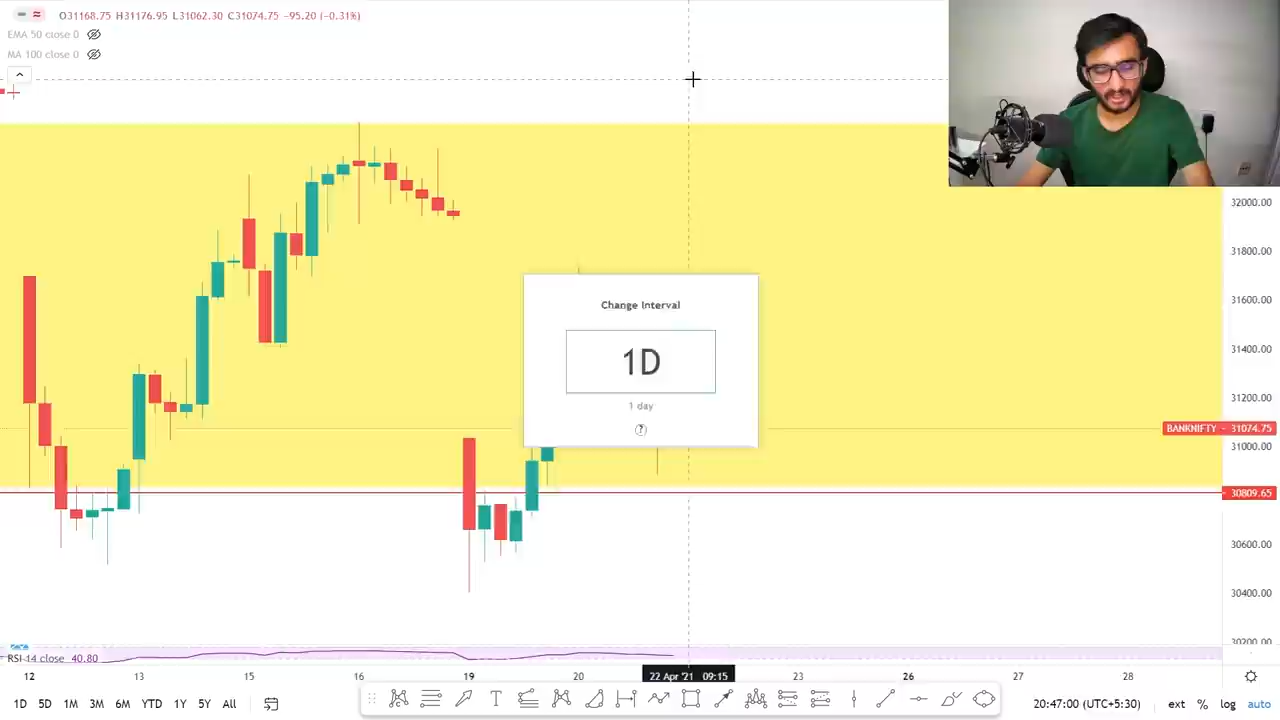 O31168.75 H31176.95 L31062.30 C31074.75 −95.20 (−0.31%)
EMA 50 close 0
MA 100 close 0
32000.00
31800.00
31600.00
31400.00
31200.00
BANKNIFTY 31074.75
31000.00
30809.65
30600.00
30400.00
30200.00
Change Interval
1D
1 day
?
RSI 14 close 40.80
12 13 15 16 19 20 22 Apr '21 09:15 23 26 27 28
1D 5D 1M 3M 6M YTD 1Y 5Y All
T
20:47:00 (UTC+5:30) ext % log auto